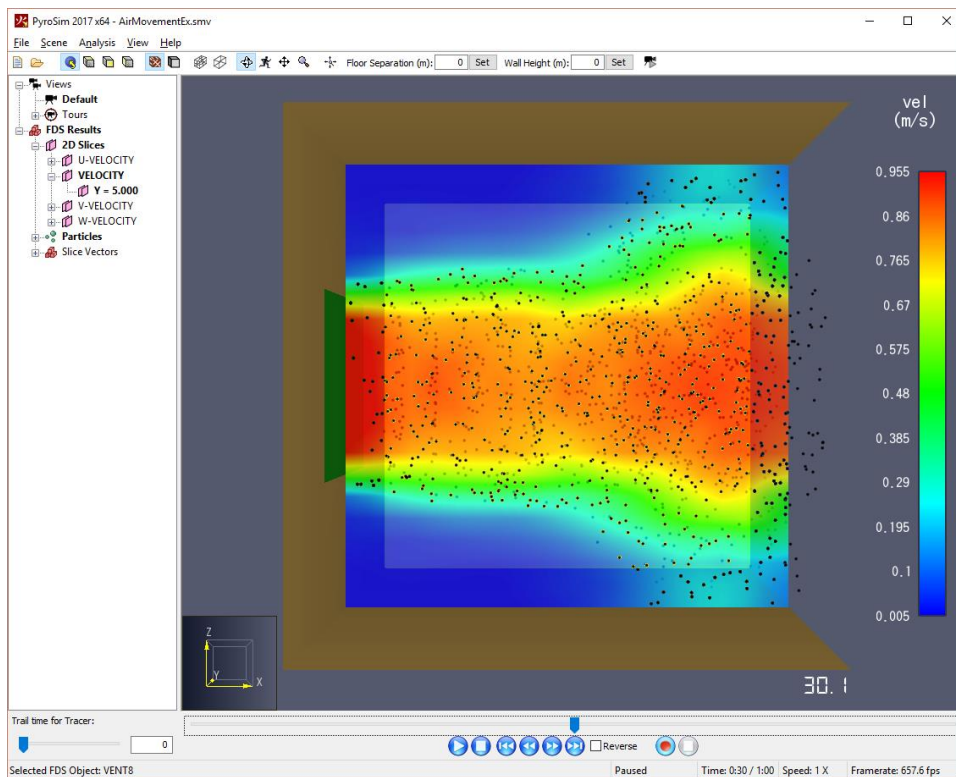 PyroSim 2017 x64 - AirMovementEx.smv
File Scene Analysis View Help
Floor Separation (m): 0 Set Wall Height (m): 0 Set
Views
Default
Tours
FDS Results
2D Slices
U-VELOCITY
VELOCITY
Y = 5.000
V-VELOCITY
W-VELOCITY
Particles
Slice Vectors
vel
(m/s)
0.955
0.86
0.765
0.67
0.575
0.48
0.385
0.29
0.195
0.1
0.005
Z
Y
X
30.1
Trail time for Tracer:
0
Reverse
Selected FDS Object: VENT8 Paused Time: 0:30 / 1:00 Speed: 1 X Framerate: 657.6 fps